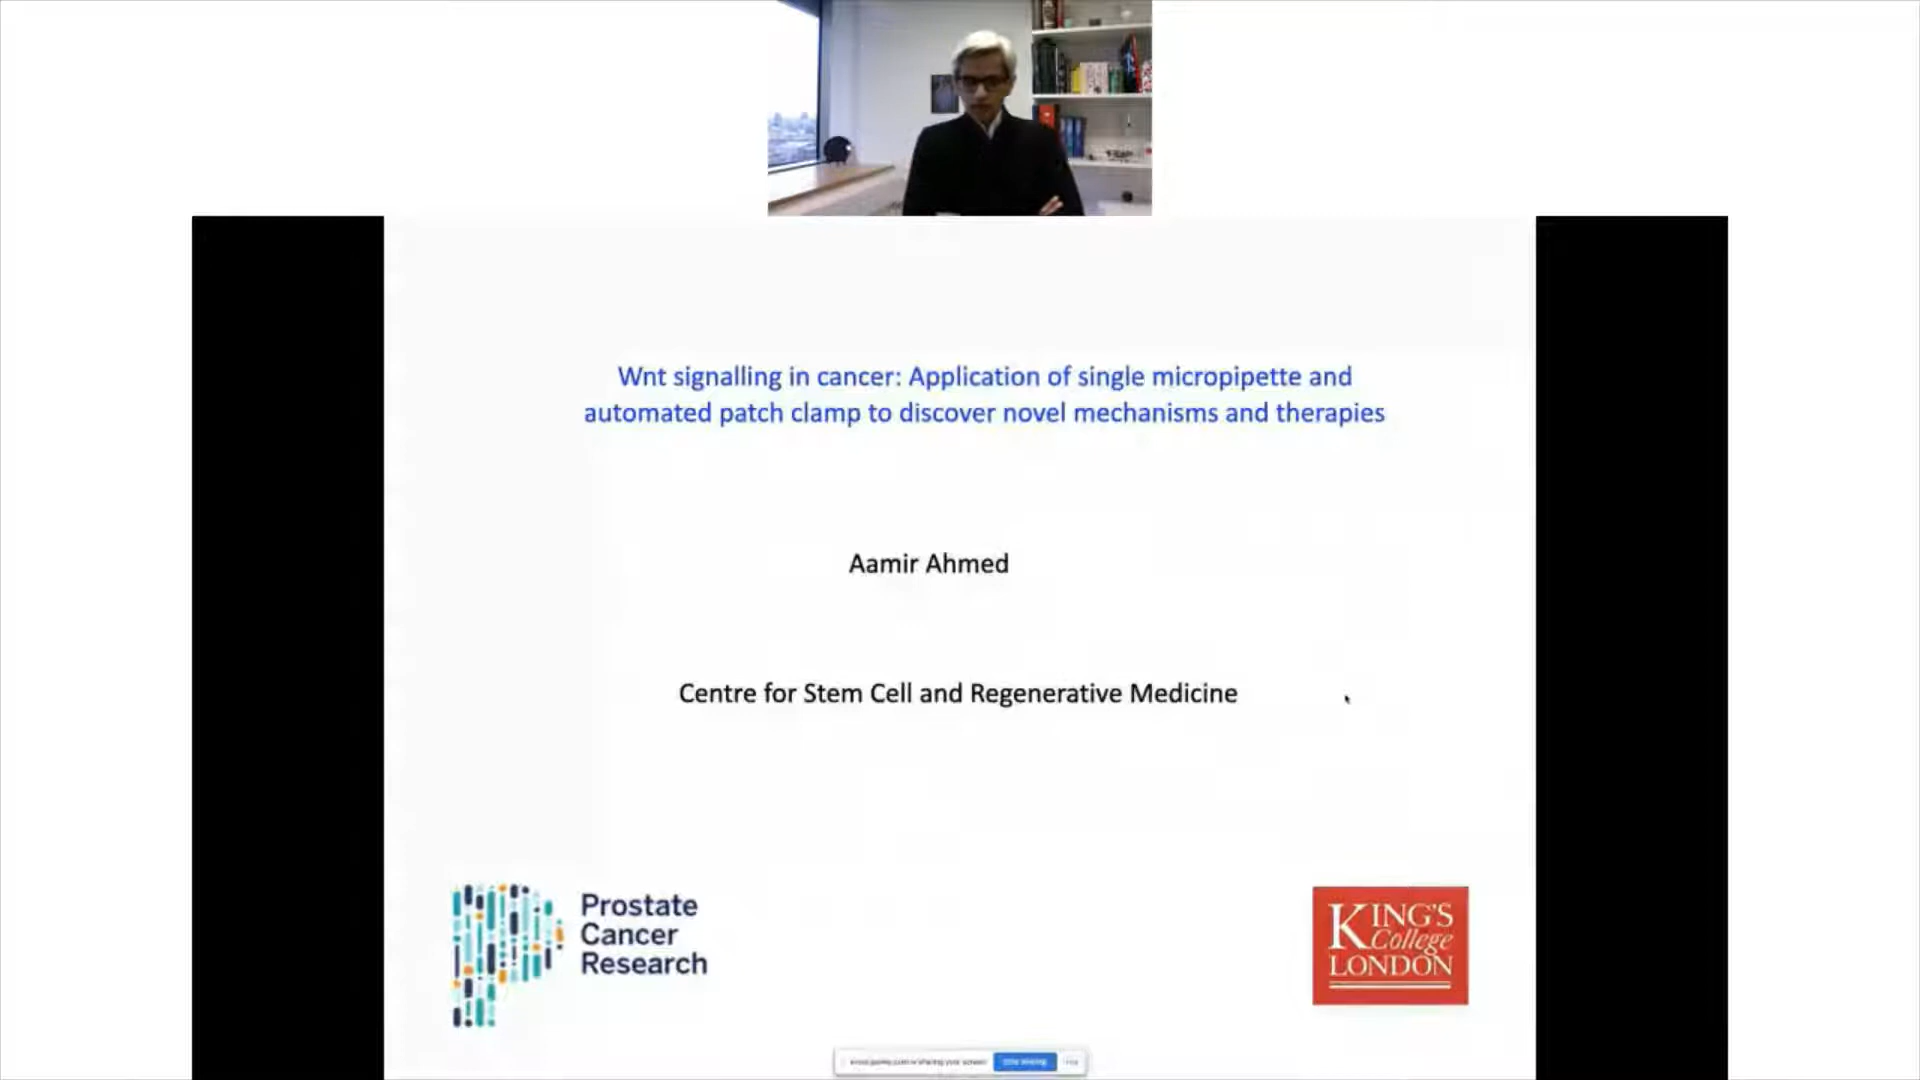 Wnt signalling in cancer: Application of single micropipette and
automated patch clamp to discover novel mechanisms and therapies
Aamir Ahmed
Centre for Stem Cell and Regenerative Medicine
Prostate
Cancer
Research
KING'S
College
LONDON